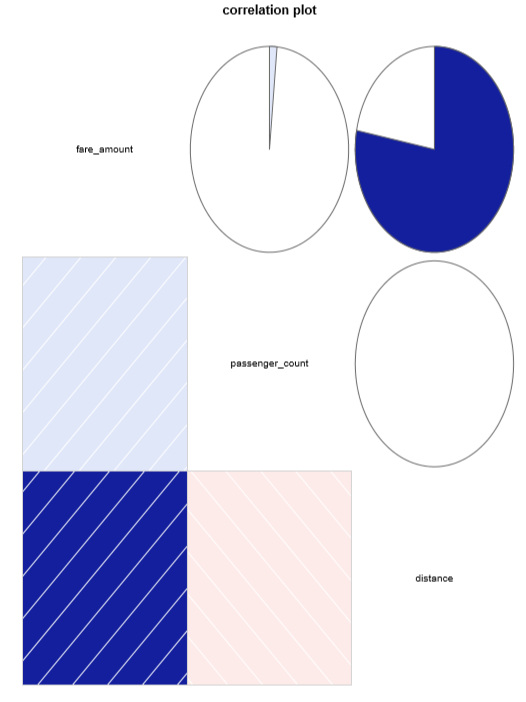 correlation plot
fare_amount
passenger_count
distance